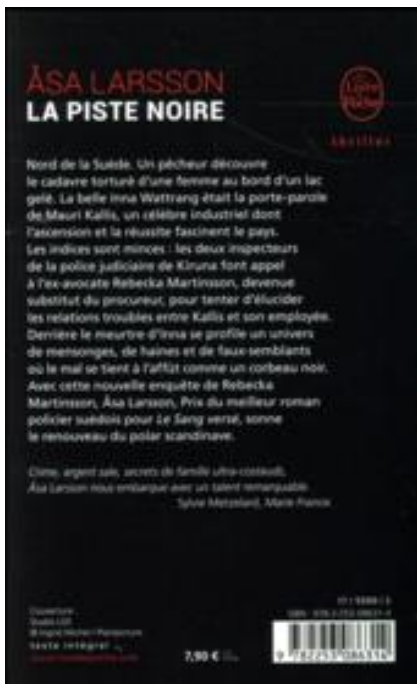 ÅSA LARSSON
LA PISTE NOIRE
Le Livre
de Poche
thriller
Nord de la Suède. Un pêcheur découvre
le cadavre torturé d'une femme au bord d'un lac
gelé. La belle Inna Wattrang était la porte-parole
de Mauri Kallis, un célèbre industriel dont
l'ascension et la réussite fascinent le pays.
Les indices sont minces : les deux inspecteurs
de la police judiciaire de Kiruna font appel
à l'ex-avocate Rebecka Martinsson, devenue
substitut du procureur, pour tenter d'élucider
les relations troubles entre Kallis et son employée.
Derrière le meurtre d'Inna se profile un univers
de mensonges, de haines et de faux-semblants
où le mal se tient à l'affût comme un corbeau noir.
Avec cette nouvelle enquête de Rebecka
Martinsson, Åsa Larsson, Prix du meilleur roman
policier suédois pour Le Sang versé, sonne
le renouveau du polar scandinave.
Crime, argent sale, secrets de famille ultra-costauds,
Åsa Larsson nous embarque avec un talent remarquable.
Sylvie Metzelard, Marie France
Couverture
Studio LGF
texte intégral
7,90 €
9 782253 086314